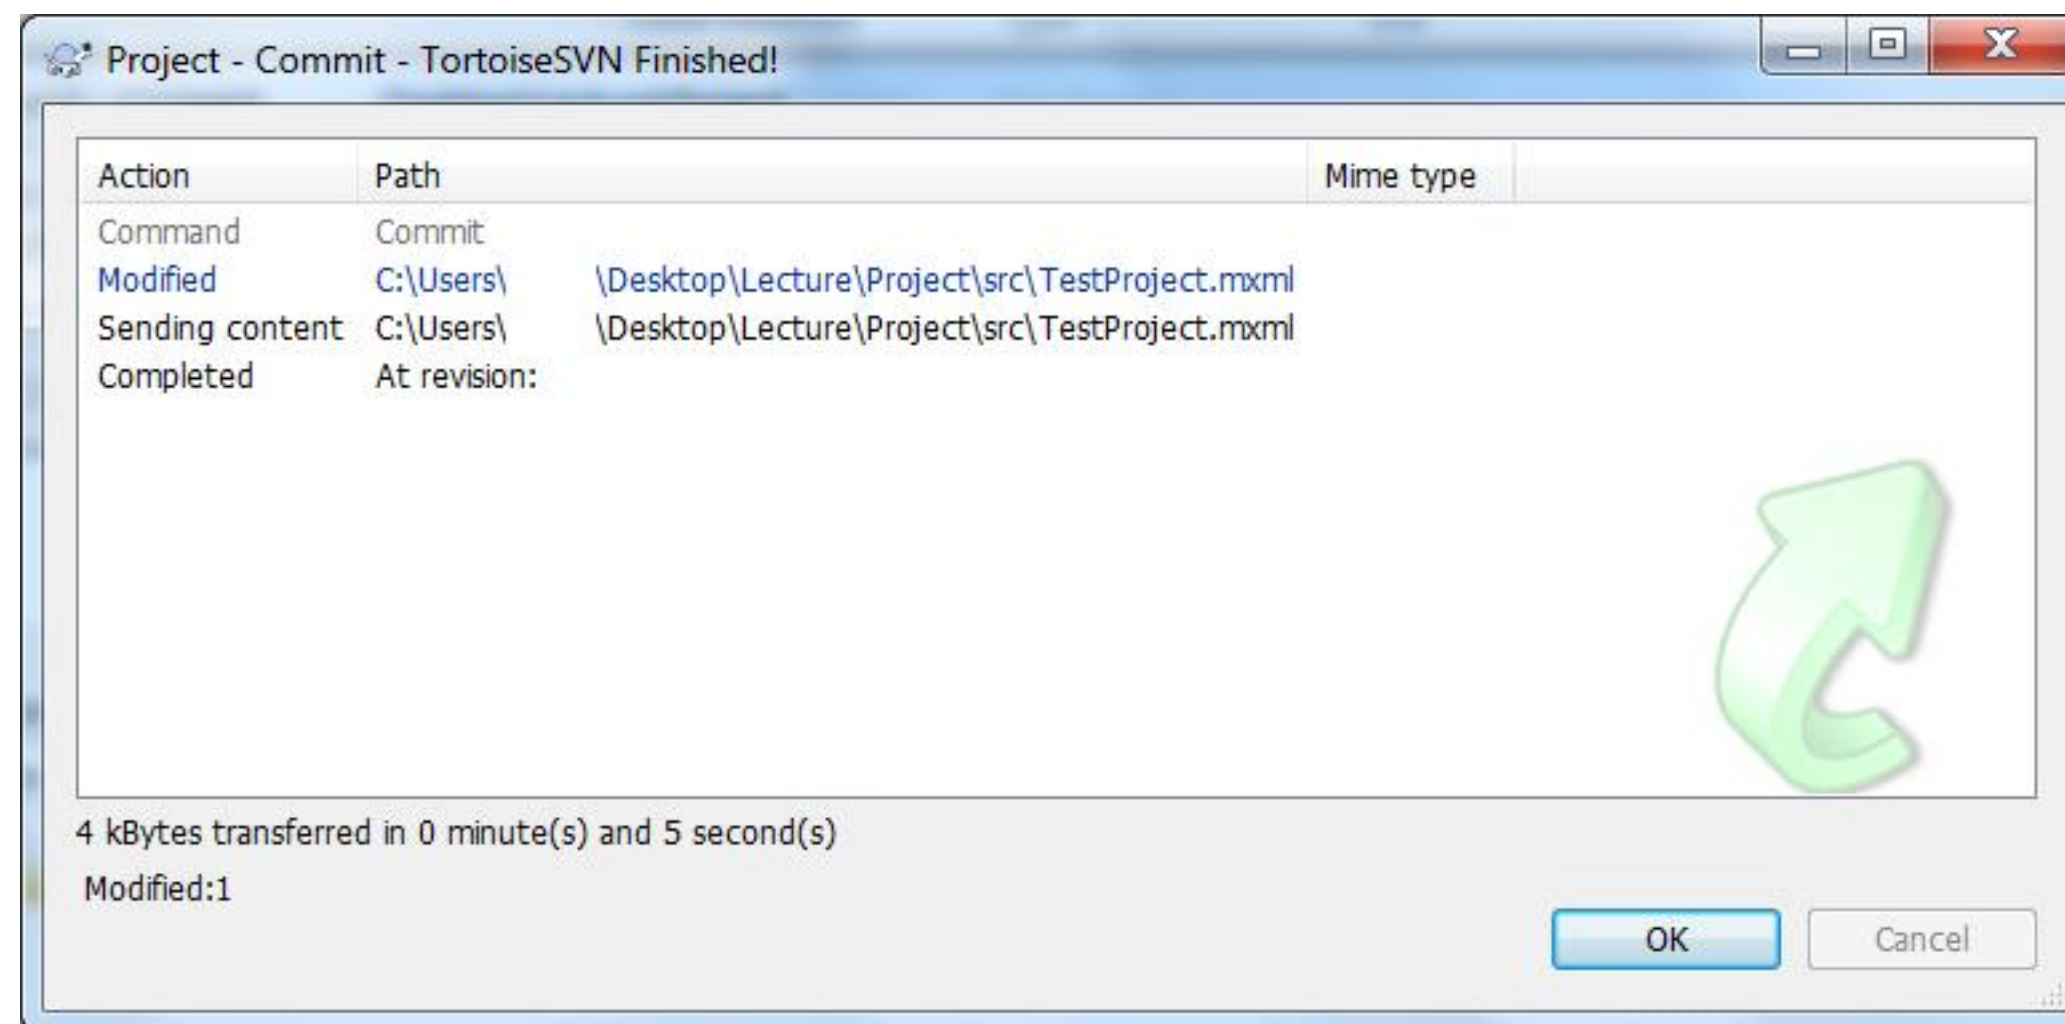 Project - Commit - TortoiseSVN Finished!
Action Path Mime type
Command Commit
Modified C:\Users\ \Desktop\Lecture\Project\src\TestProject.mxml
Sending content C:\Users\ \Desktop\Lecture\Project\src\TestProject.mxml
Completed At revision:
4 kBytes transferred in 0 minute(s) and 5 second(s)
Modified:1
OK Cancel